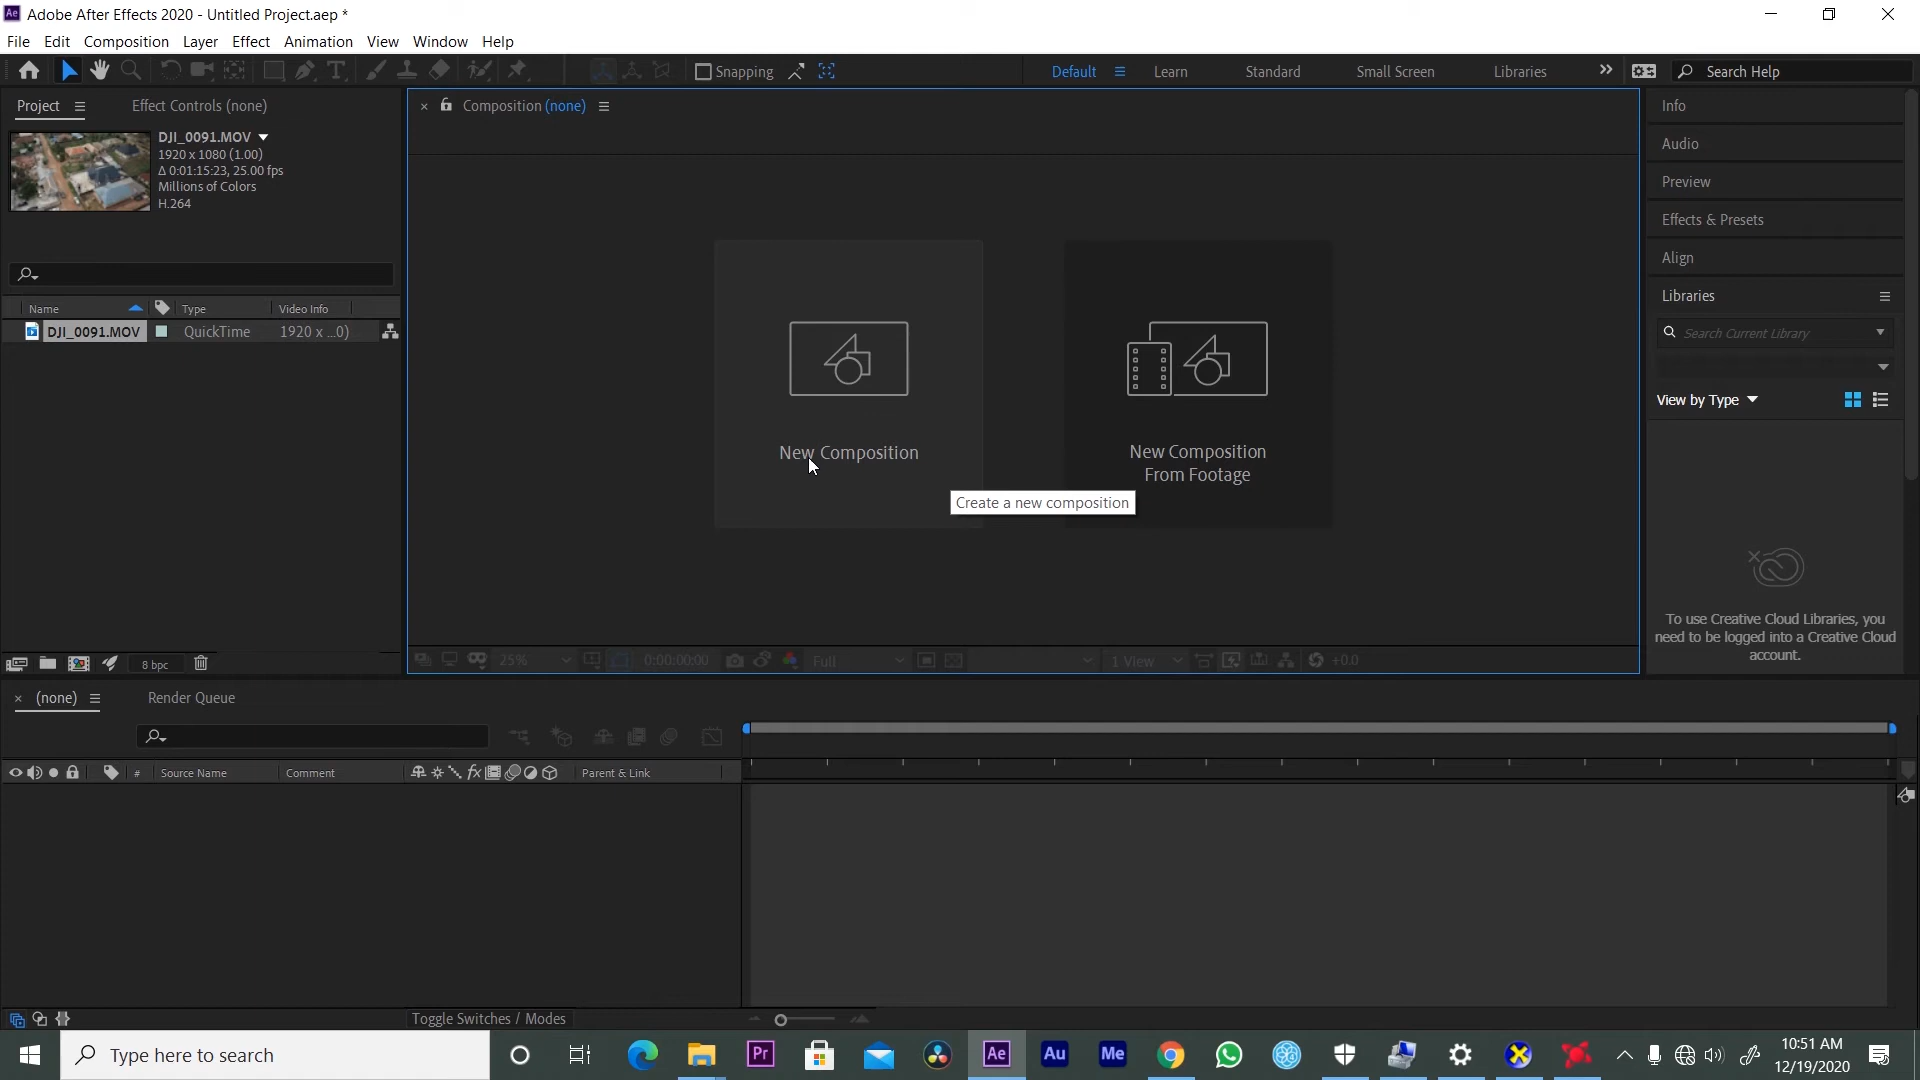 Ae Adobe After Effects 2020 - Untitled Project.aep *
File Edit Composition Layer Effect Animation View Window Help
Snapping Default Learn Standard Small Screen Libraries Search Help
Project Effect Controls (none)
DJI_0091.MOV
1920 x 1080 (1.00)
Δ 0:01:15:23, 25.00 fps
Millions of Colors
H.264
Name Type Video Info
DJI_0091.MOV QuickTime 1920 x ...0)
8 bpc
Composition (none)
New Composition
New Composition
From Footage
Create a new composition
25% 0:00:00:00 Full 1 View +0.0
Info
Audio
Preview
Effects & Presets
Align
Libraries
Search Current Library
View by Type
To use Creative Cloud Libraries, you
need to be logged into a Creative Cloud
account.
(none) Render Queue
# Source Name Comment fx Parent & Link
Toggle Switches / Modes
Type here to search
Pr Ae Au Me
10:51 AM
12/19/2020